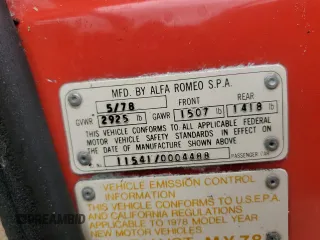 MFD. BY ALFA ROMEO S.P.A.
5/78 FRONT REAR
GVWR 2925 lb GAWR 1507 lb 1418 lb
THIS VEHICLE CONFORMS TO ALL APPLICABLE FEDERAL
MOTOR VEHICLE SAFETY STANDARDS IN EFFECT ON
THE DATE OF MANUFACTURE SHOWN ABOVE
11541/0004488 PASSENGER CAR
VEHICLE EMISSION CONTROL
INFORMATION
THIS VEHICLE CONFORMS TO U.S.E.P.A
AND CALIFORNIA REGULATIONS
APPLICABLE TO 1978 MODEL YEAR
NEW MOTOR VEHICLES